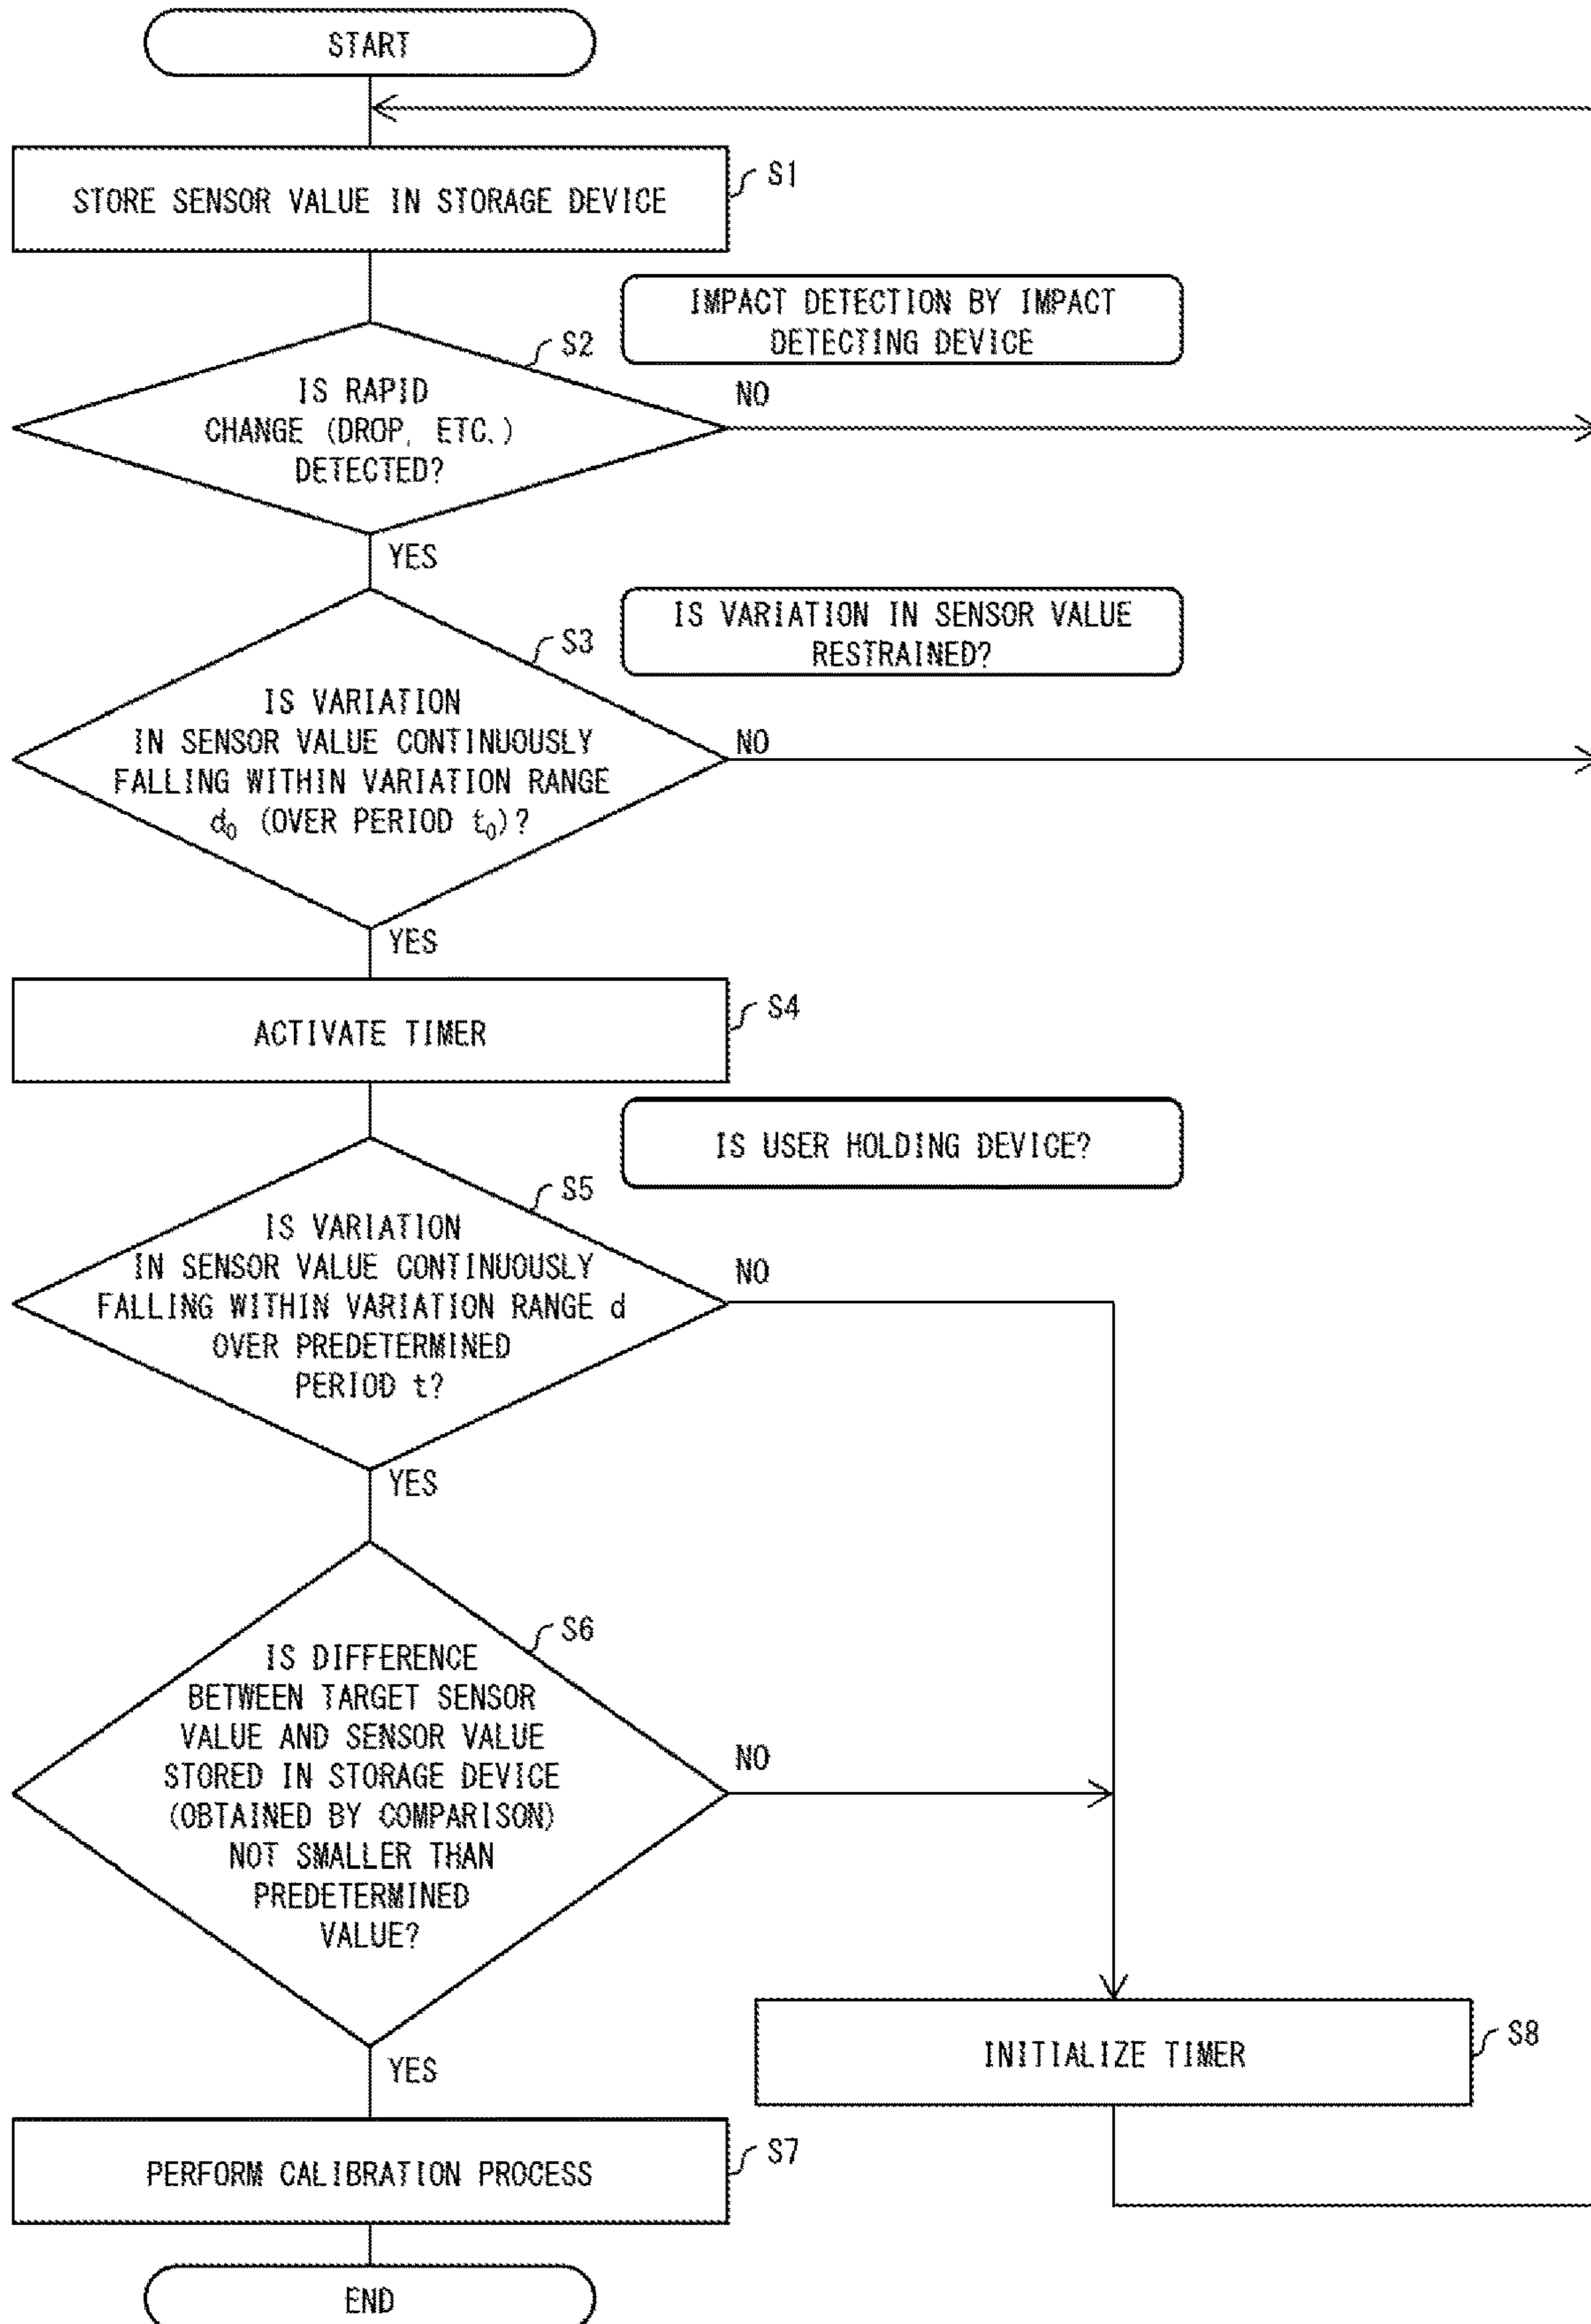 START
S1
STORE SENSOR VALUE IN STORAGE DEVICE
IMPACT DETECTION BY IMPACT
DETECTING DEVICE
S2
IS RAPID
CHANGE (DROP, ETC.)
DETECTED?
NO
YES
IS VARIATION IN SENSOR VALUE
RESTRAINED?
S3
IS VARIATION
IN SENSOR VALUE CONTINUOUSLY
FALLING WITHIN VARIATION RANGE
d₀ (OVER PERIOD t₀)?
NO
YES
S4
ACTIVATE TIMER
IS USER HOLDING DEVICE?
S5
IS VARIATION
IN SENSOR VALUE CONTINUOUSLY
FALLING WITHIN VARIATION RANGE d
OVER PREDETERMINED
PERIOD t?
NO
YES
S6
IS DIFFERENCE
BETWEEN TARGET SENSOR
VALUE AND SENSOR VALUE
STORED IN STORAGE DEVICE
(OBTAINED BY COMPARISON)
NOT SMALLER THAN
PREDETERMINED
VALUE?
NO
YES
S8
INITIALIZE TIMER
S7
PERFORM CALIBRATION PROCESS
END